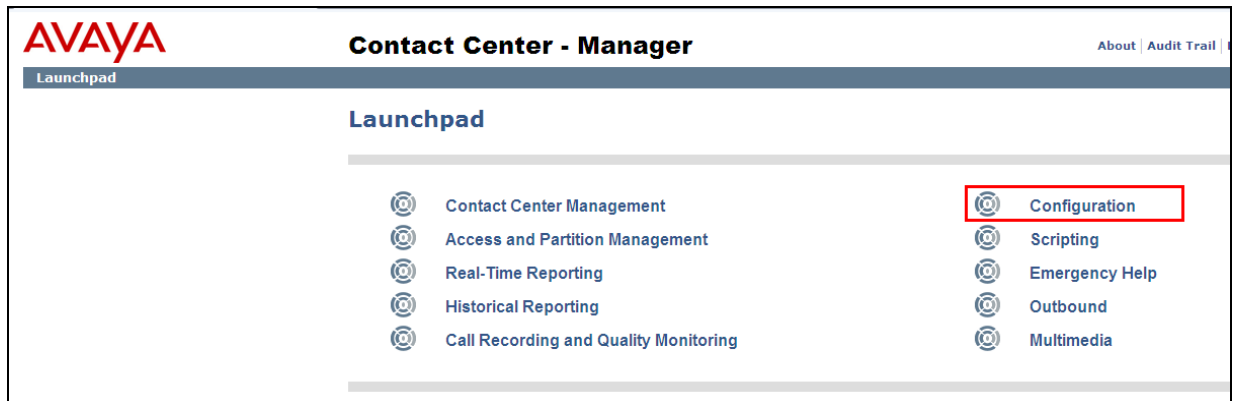 AVAYA
Contact Center - Manager
About | Audit Trail |
Launchpad
Launchpad
Contact Center Management
Configuration
Access and Partition Management
Scripting
Real-Time Reporting
Emergency Help
Historical Reporting
Outbound
Call Recording and Quality Monitoring
Multimedia